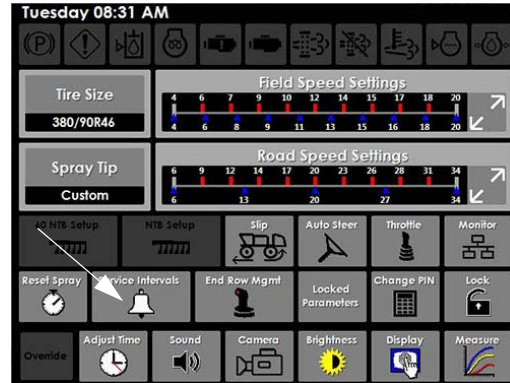 Tuesday 08:31 AM
(P)
Tire Size
380/90R46
Field Speed Settings
4 6 7 9 10 12 14 15 17 18 20
4 6 8 9 11 13 15 16 18 20
Spray Tip
Custom
Road Speed Settings
6 9 12 14 17 20 23 26 28 31 34
6 13 20 27 34
60 NTB Setup
NTB Setup
Slip
Auto Steer
Throttle
Monitor
Reset Spray
Service Intervals
End Row Mgmt
Locked
Parameters
Change PIN
Lock
Override
Adjust Time
Sound
Camera
Brightness
Display
Measure